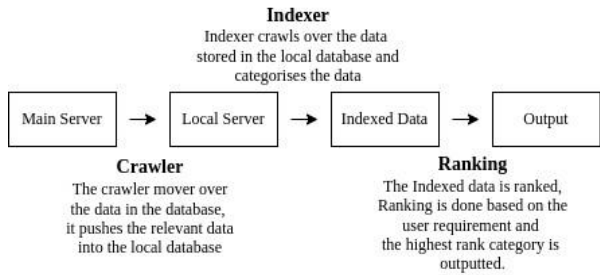 Indexer
Indexer crawls over the data
stored in the local database and
categorises the data
Main Server
Local Server
Indexed Data
Output
Crawler
The crawler mover over
the data in the database,
it pushes the relevant data
into the local database
Ranking
The Indexed data is ranked,
Ranking is done based on the
user requirement and
the highest rank category is
outputted.